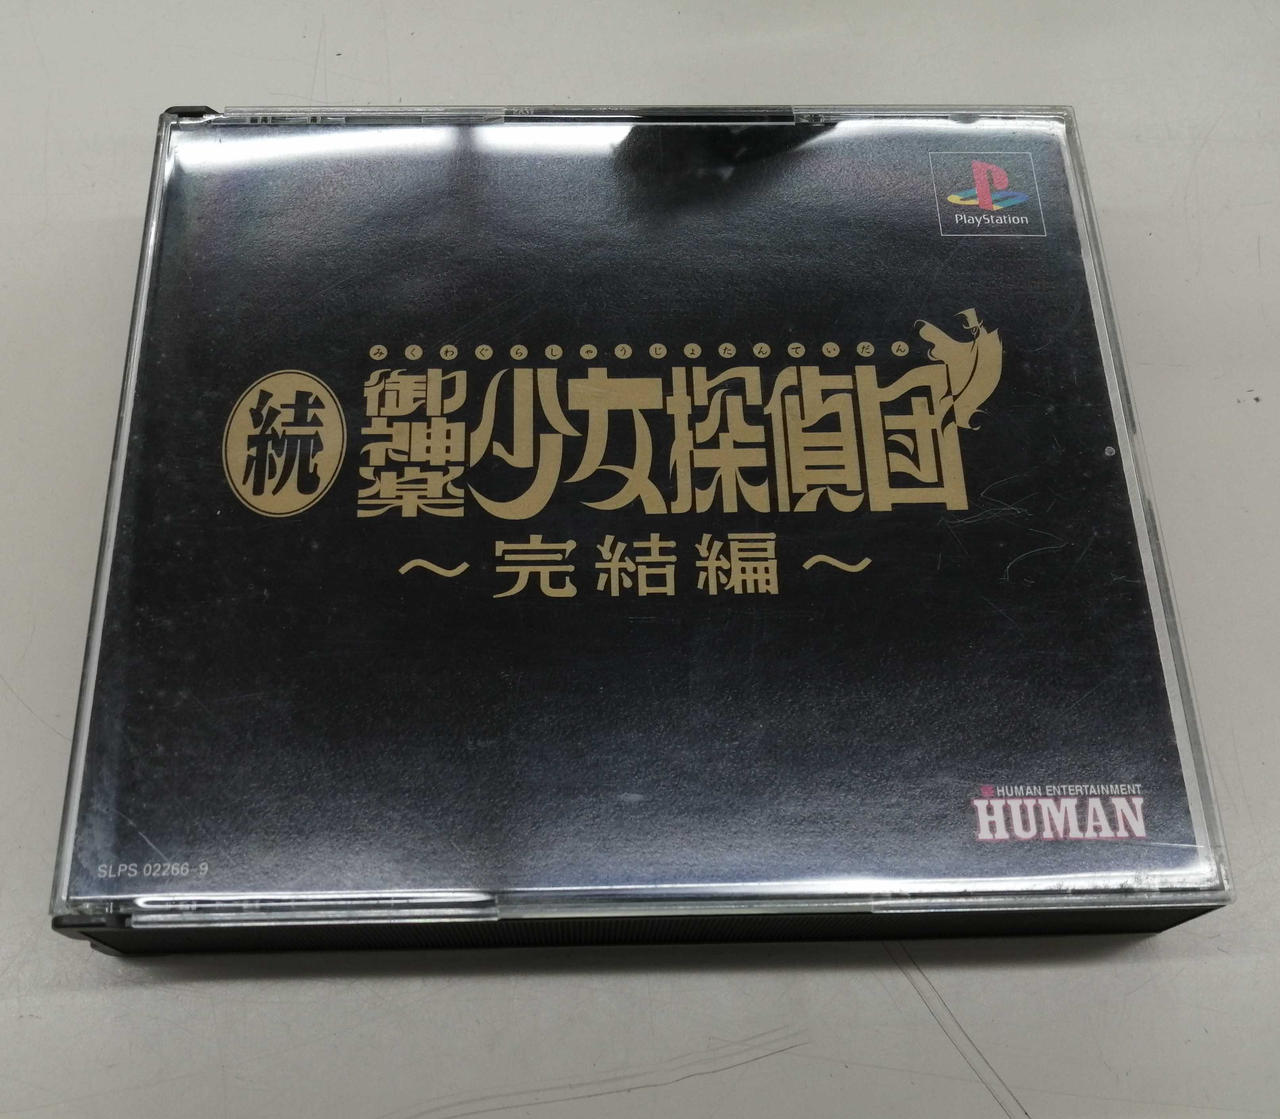 PlayStation
みくわぐらしゃうじょたんていだん
続 御神楽少女探偵団
～完結編～
HUMAN ENTERTAINMENT
HUMAN
SLPS 02266-9